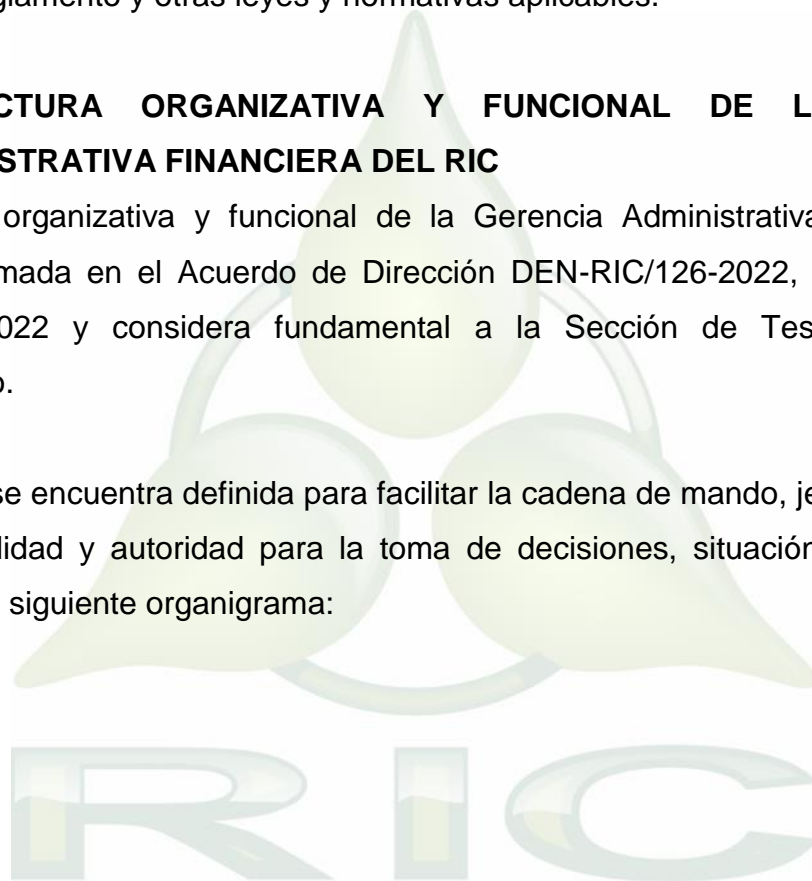 glamento y otras leyes y normativas aplicables.
CTURA ORGANIZATIVA Y FUNCIONAL DE L
STRATIVA FINANCIERA DEL RIC
organizativa y funcional de la Gerencia Administrativa
mada en el Acuerdo de Dirección DEN-RIC/126-2022,
022 y considera fundamental a la Sección de Tes
o.
se encuentra definida para facilitar la cadena de mando, je
lidad y autoridad para la toma de decisiones, situación
siguiente organigrama:
RIC